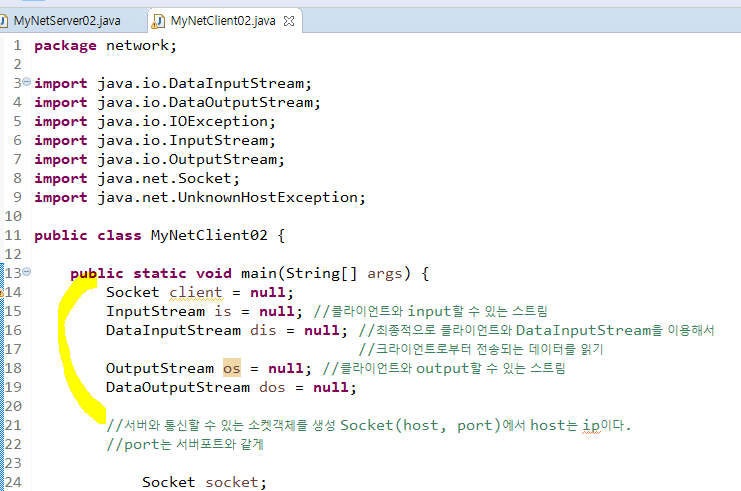 MyNetServer02.java
MyNetClient02.java
1 package network;
2
3 import java.io.DataInputStream;
4 import java.io.DataOutputStream;
5 import java.io.IOException;
6 import java.io.InputStream;
7 import java.io.OutputStream;
8 import java.net.Socket;
9 import java.net.UnknownHostException;
10
11 public class MyNetClient02 {
12
13 public static void main(String[] args) {
14 Socket client = null;
15 InputStream is = null; //클라이언트와 input할 수 있는 스트림
16 DataInputStream dis = null; //최종적으로 클라이언트와 DataInputStream을 이용해서
17 //크라이언트로부터 전송되는 데이터를 읽기
18 OutputStream os = null; //클라이언트와 output할 수 있는 스트림
19 DataOutputStream dos = null;
20
21 //서버와 통신할 수 있는 소켓객체를 생성 Socket(host, port)에서 host는 ip이다.
22 //port는 서버포트와 같게
23
24 Socket socket;